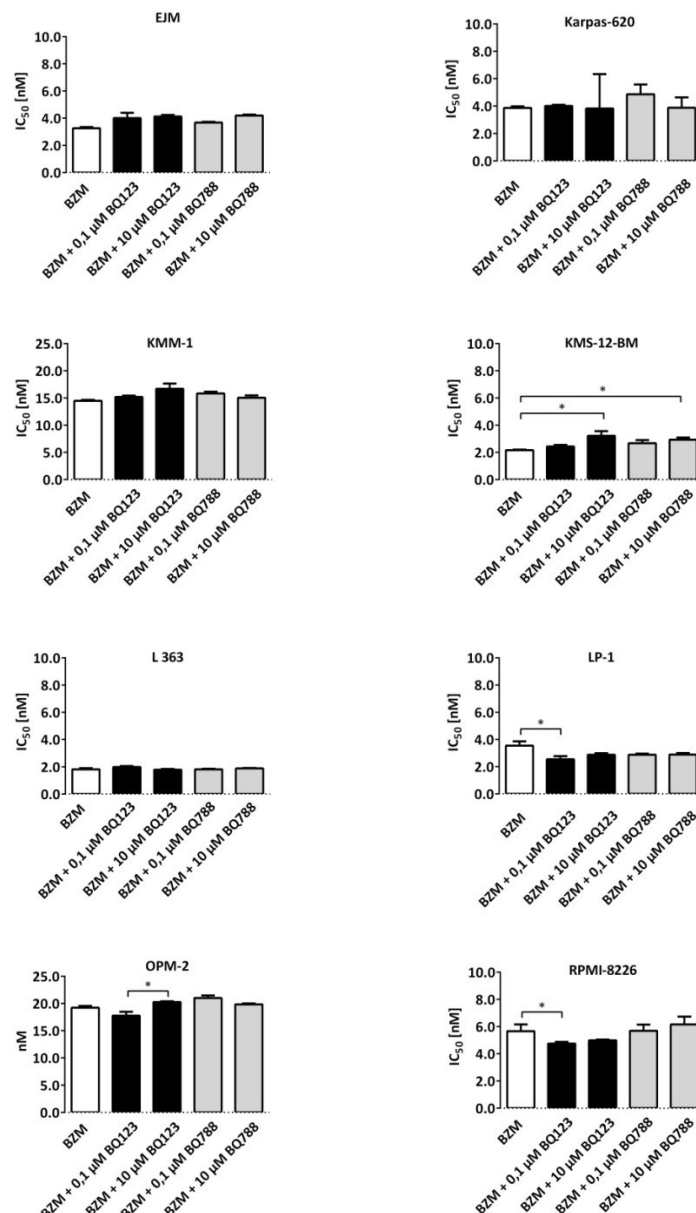 EJM
10.0
8.0
6.0
4.0
2.0
0.0
IC50 [nM]
BZM
BZM + 0,1 µM BQ123
BZM + 10 µM BQ123
BZM + 0,1 µM BQ788
BZM + 10 µM BQ788
Karpas-620
10.0
8.0
6.0
4.0
2.0
0.0
IC50 [nM]
BZM
BZM + 0,1 µM BQ123
BZM + 10 µM BQ123
BZM + 0,1 µM BQ788
BZM + 10 µM BQ788
KMM-1
25.0
20.0
15.0
10.0
5.0
0.0
IC50 [nM]
BZM
BZM + 0,1 µM BQ123
BZM + 10 µM BQ123
BZM + 0,1 µM BQ788
BZM + 10 µM BQ788
KMS-12-BM
10.0
8.0
6.0
4.0
2.0
0.0
IC50 [nM]
*
*
BZM
BZM + 0,1 µM BQ123
BZM + 10 µM BQ123
BZM + 0,1 µM BQ788
BZM + 10 µM BQ788
L 363
10.0
8.0
6.0
4.0
2.0
0.0
IC50 [nM]
BZM
BZM + 0,1 µM BQ123
BZM + 10 µM BQ123
BZM + 0,1 µM BQ788
BZM + 10 µM BQ788
LP-1
10.0
8.0
6.0
4.0
2.0
0.0
IC50 [nM]
*
BZM
BZM + 0,1 µM BQ123
BZM + 10 µM BQ123
BZM + 0,1 µM BQ788
BZM + 10 µM BQ788
OPM-2
25.0
20.0
15.0
10.0
5.0
0.0
nM
*
BZM
BZM + 0,1 µM BQ123
BZM + 10 µM BQ123
BZM + 0,1 µM BQ788
BZM + 10 µM BQ788
RPMI-8226
10.0
8.0
6.0
4.0
2.0
0.0
IC50 [nM]
*
BZM
BZM + 0,1 µM BQ123
BZM + 10 µM BQ123
BZM + 0,1 µM BQ788
BZM + 10 µM BQ788